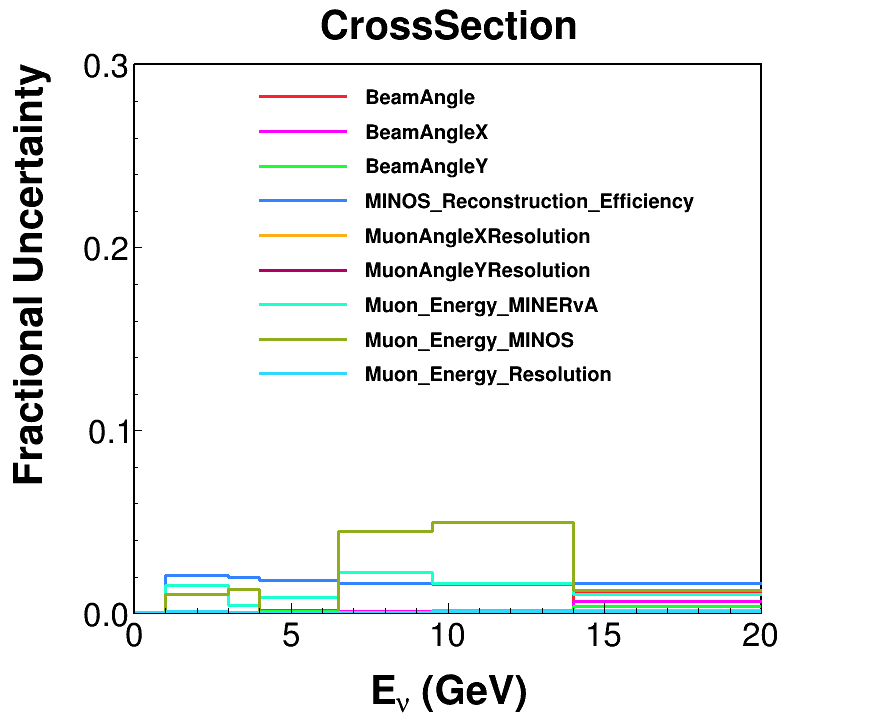 CrossSection
Fractional Uncertainty
0.3
0.2
0.1
0.0
BeamAngle
BeamAngleX
BeamAngleY
MINOS_Reconstruction_Efficiency
MuonAngleXResolution
MuonAngleYResolution
Muon_Energy_MINERvA
Muon_Energy_MINOS
Muon_Energy_Resolution
0 5 10 15 20
Eν (GeV)